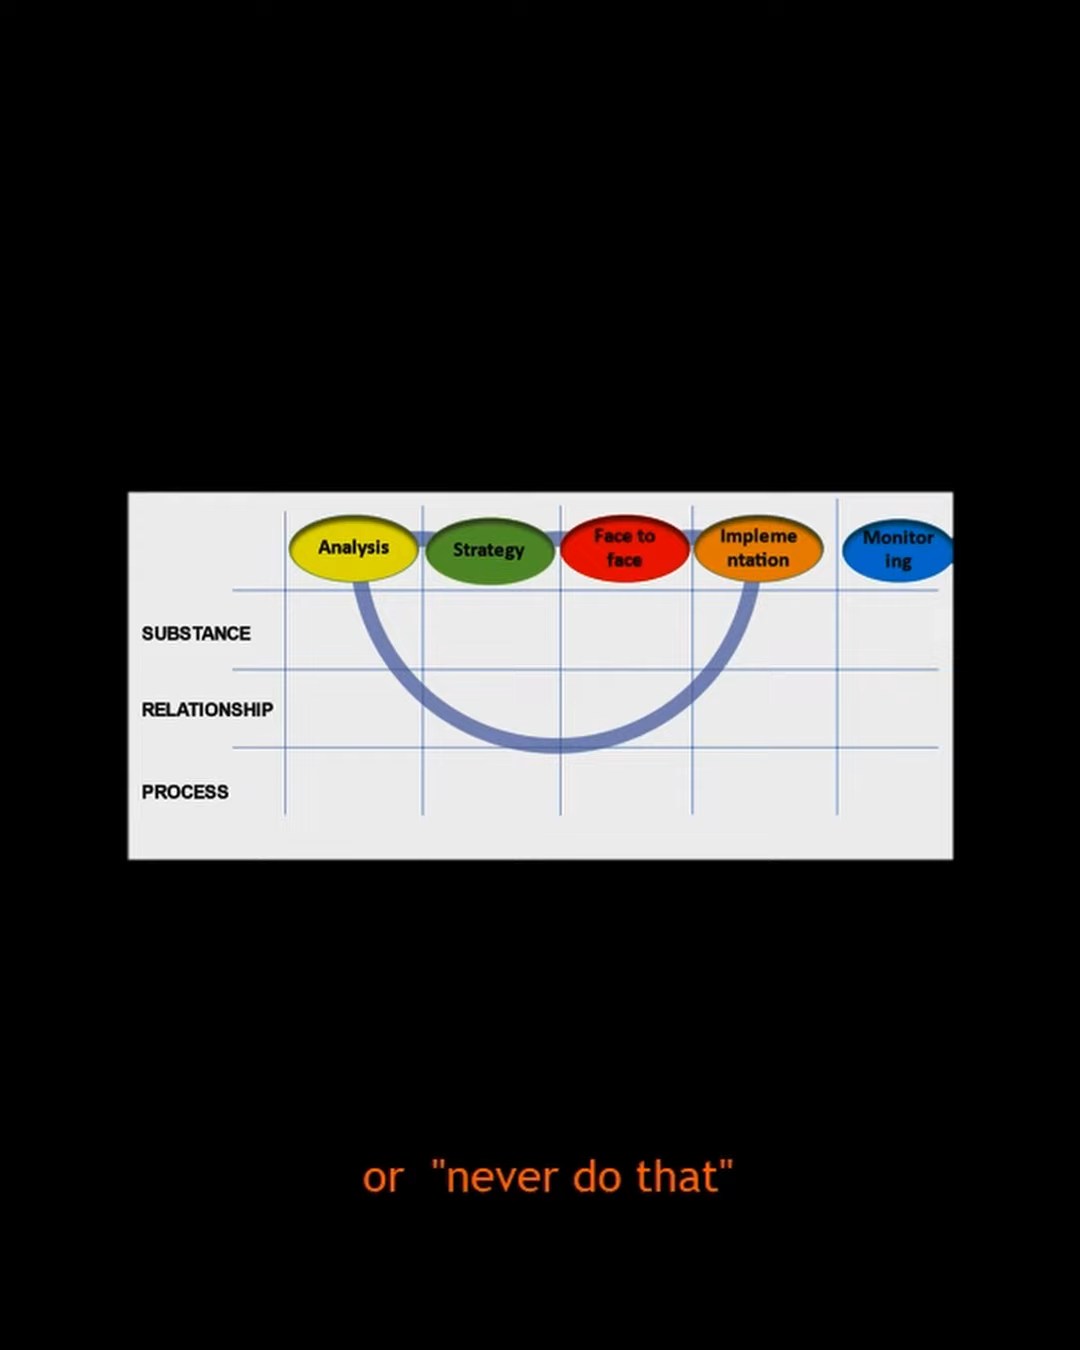 Analysis
Strategy
Face to
face
Impleme
ntation
Monitor
ing
SUBSTANCE
RELATIONSHIP
PROCESS
or "never do that"